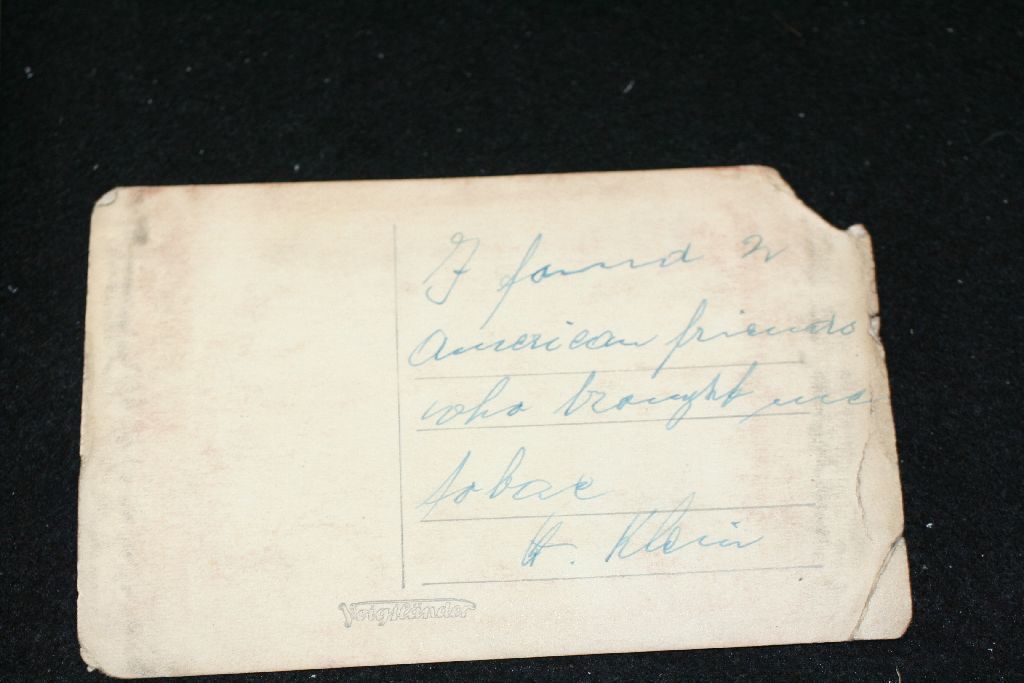 I found 2
american friends
who brought me
tobac
H. Klein
Voigtländer